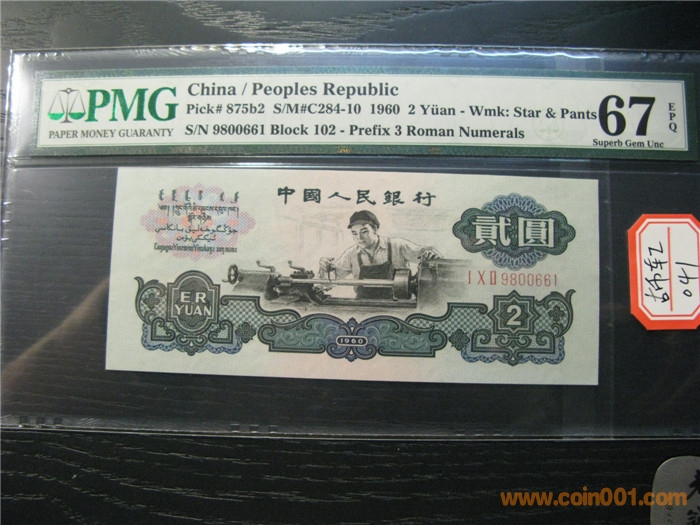 PMG
PAPER MONEY GUARANTY
China / Peoples Republic
Pick# 875b2 S/M#C284-10 1960 2 Yüan - Wmk: Star & Pants
S/N 9800661 Block 102 - Prefix 3 Roman Numerals
67 EPQ
Superb Gem Unc
中國人民銀行
貳圓
I X II 9800661
ER
YUAN
2
1960
041
www.coin001.com